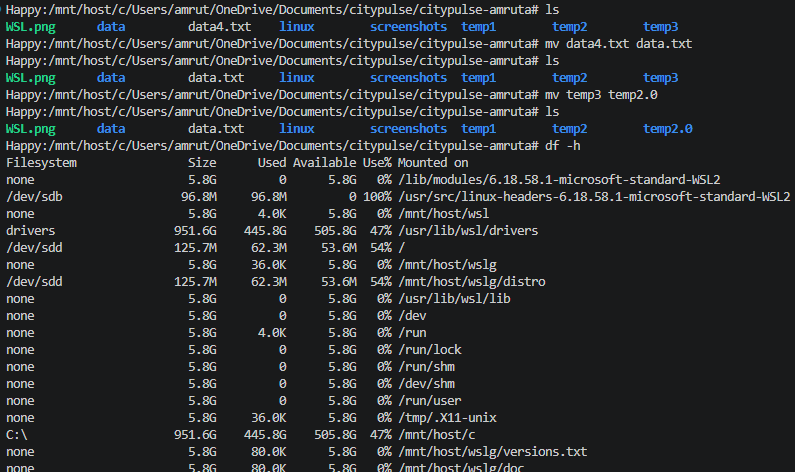 Happy:/mnt/host/c/Users/amrut/OneDrive/Documents/citypulse/citypulse-amruta# ls
WSL.png data data4.txt linux screenshots temp1 temp2 temp3
Happy:/mnt/host/c/Users/amrut/OneDrive/Documents/citypulse/citypulse-amruta# mv data4.txt data.txt
Happy:/mnt/host/c/Users/amrut/OneDrive/Documents/citypulse/citypulse-amruta# ls
WSL.png data data.txt linux screenshots temp1 temp2 temp3
Happy:/mnt/host/c/Users/amrut/OneDrive/Documents/citypulse/citypulse-amruta# mv temp3 temp2.0
Happy:/mnt/host/c/Users/amrut/OneDrive/Documents/citypulse/citypulse-amruta# ls
WSL.png data data.txt linux screenshots temp1 temp2 temp2.0
Happy:/mnt/host/c/Users/amrut/OneDrive/Documents/citypulse/citypulse-amruta# df -h
Filesystem Size Used Available Use% Mounted on
none 5.8G 0 5.8G 0% /lib/modules/6.18.58.1-microsoft-standard-WSL2
/dev/sdb 96.8M 96.8M 0 100% /usr/src/linux-headers-6.18.58.1-microsoft-standard-WSL2
none 5.8G 4.0K 5.8G 0% /mnt/host/wsl
drivers 951.6G 445.8G 505.8G 47% /usr/lib/wsl/drivers
/dev/sdd 125.7M 62.3M 53.6M 54% /
none 5.8G 36.0K 5.8G 0% /mnt/host/wslg
/dev/sdd 125.7M 62.3M 53.6M 54% /mnt/host/wslg/distro
none 5.8G 0 5.8G 0% /usr/lib/wsl/lib
none 5.8G 0 5.8G 0% /dev
none 5.8G 4.0K 5.8G 0% /run
none 5.8G 0 5.8G 0% /run/lock
none 5.8G 0 5.8G 0% /run/shm
none 5.8G 0 5.8G 0% /dev/shm
none 5.8G 0 5.8G 0% /run/user
none 5.8G 36.0K 5.8G 0% /tmp/.X11-unix
C:\ 951.6G 445.8G 505.8G 47% /mnt/host/c
none 5.8G 80.0K 5.8G 0% /mnt/host/wslg/versions.txt
none 5.8G 80.0K 5.8G 0% /mnt/host/wslg/doc